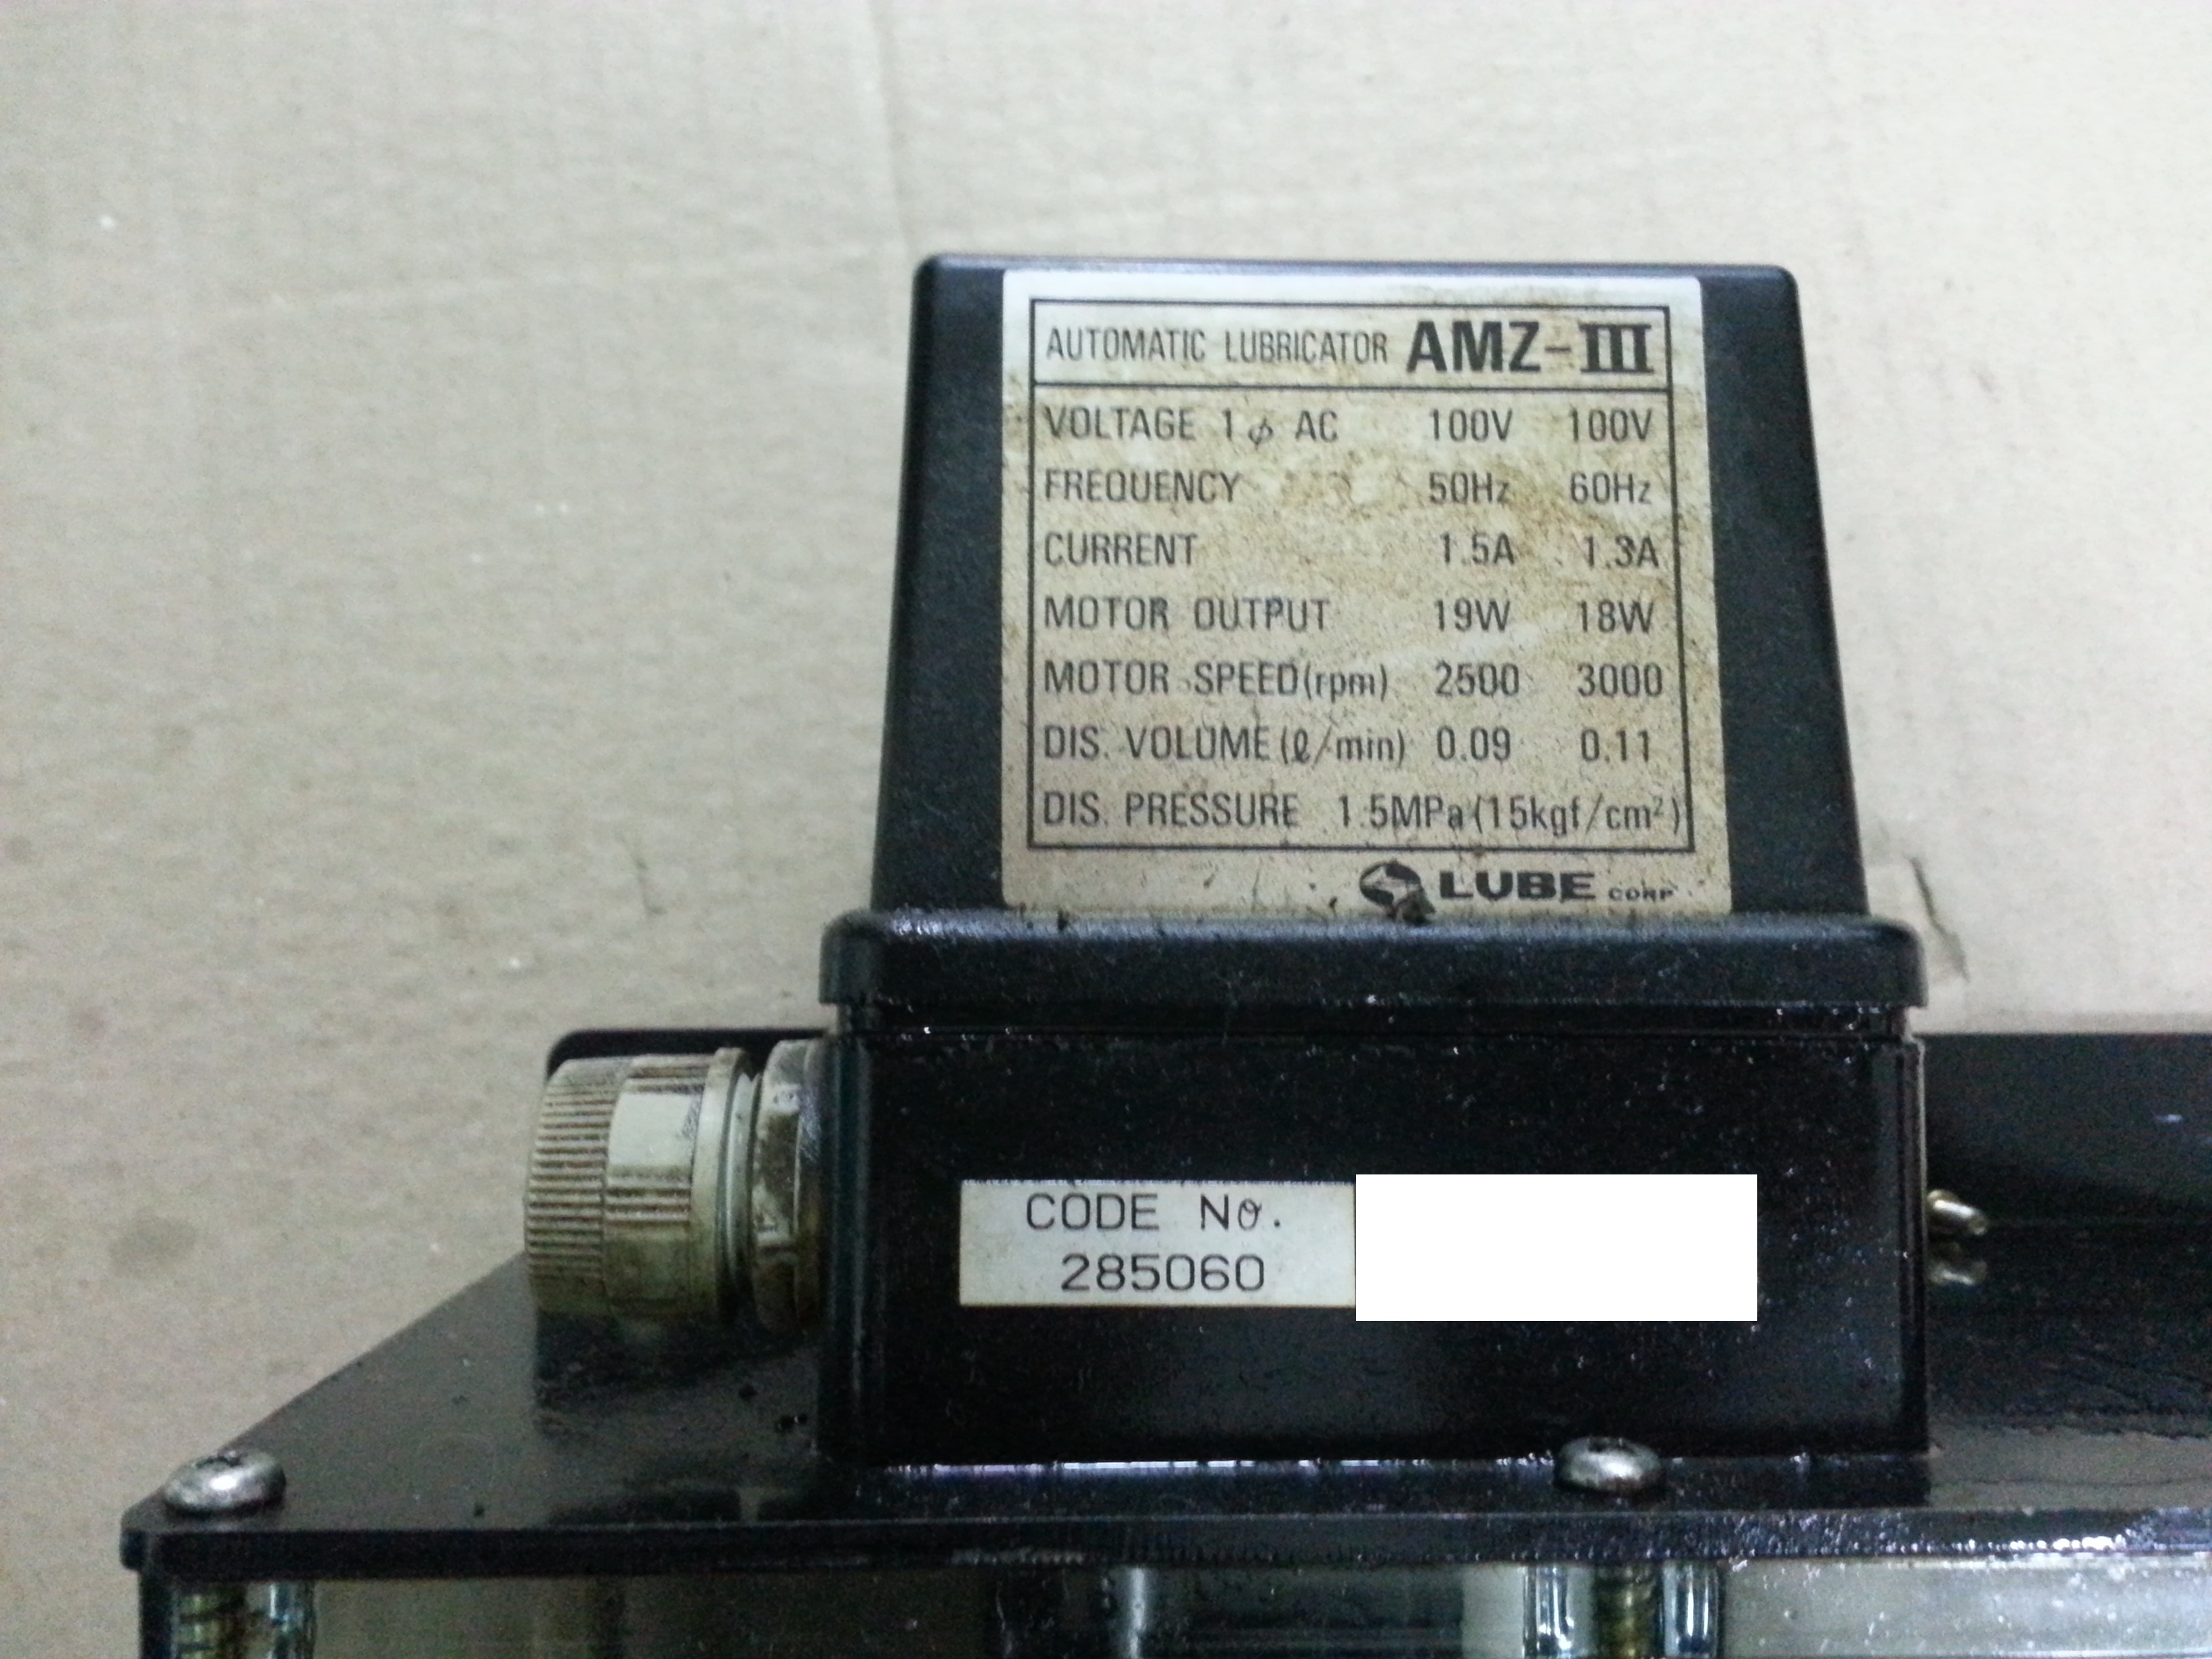 AUTOMATIC LUBRICATOR AMZ-III
VOLTAGE 1φ AC 100V 100V
FREQUENCY 50Hz 60Hz
CURRENT 1.5A 1.3A
MOTOR OUTPUT 19W 18W
MOTOR SPEED(rpm) 2500 3000
DIS. VOLUME(ℓ/min) 0.09 0.11
DIS. PRESSURE 1.5MPa(15kgf/cm²)
LUBE CORP
CODE No.
285060